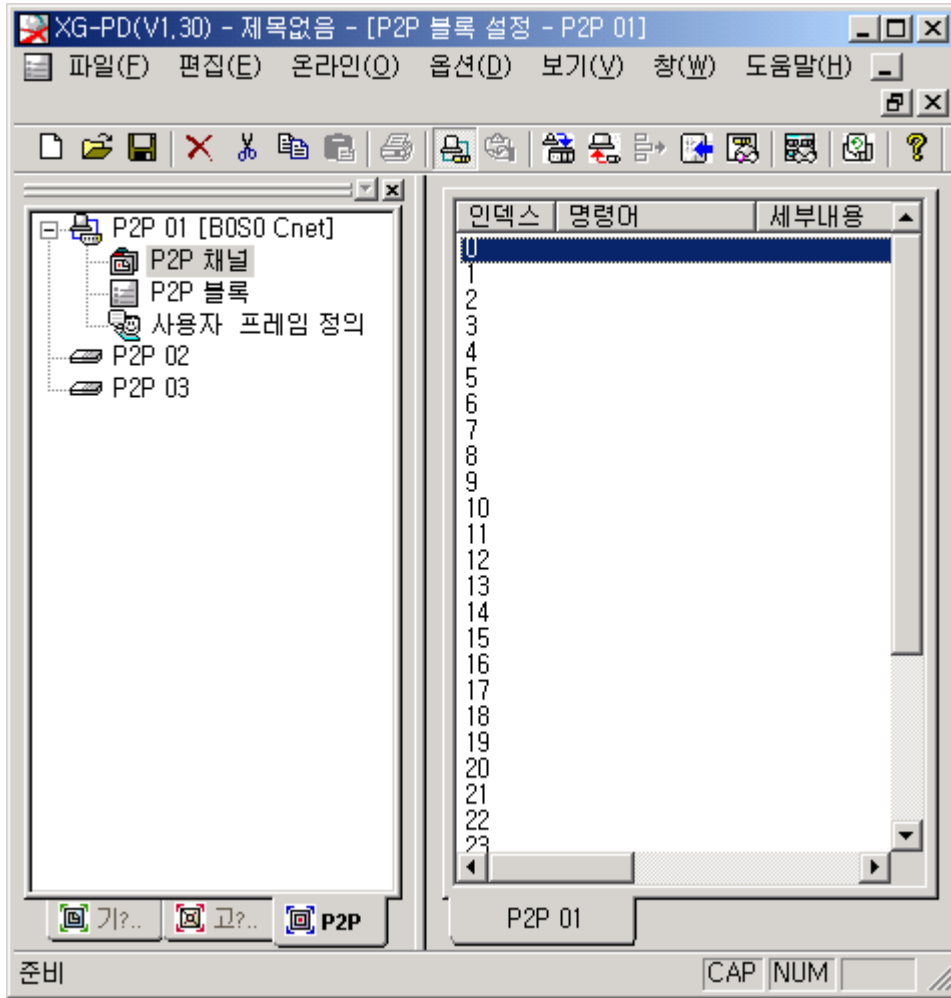 XG-PD(V1,30) - 제목없음 - [P2P 블록 설정 - P2P 01]
파일(F) 편집(E) 온라인(O) 옵션(D) 보기(V) 창(W) 도움말(H)
P2P 01 [B0S0 Cnet]
P2P 채널
P2P 블록
사용자 프레임 정의
P2P 02
P2P 03
기?.. 고?.. P2P
인덱스 명령어 세부내용
0
1
2
3
4
5
6
7
8
9
10
11
12
13
14
15
16
17
18
19
20
21
22
23
P2P 01
준비 CAP NUM